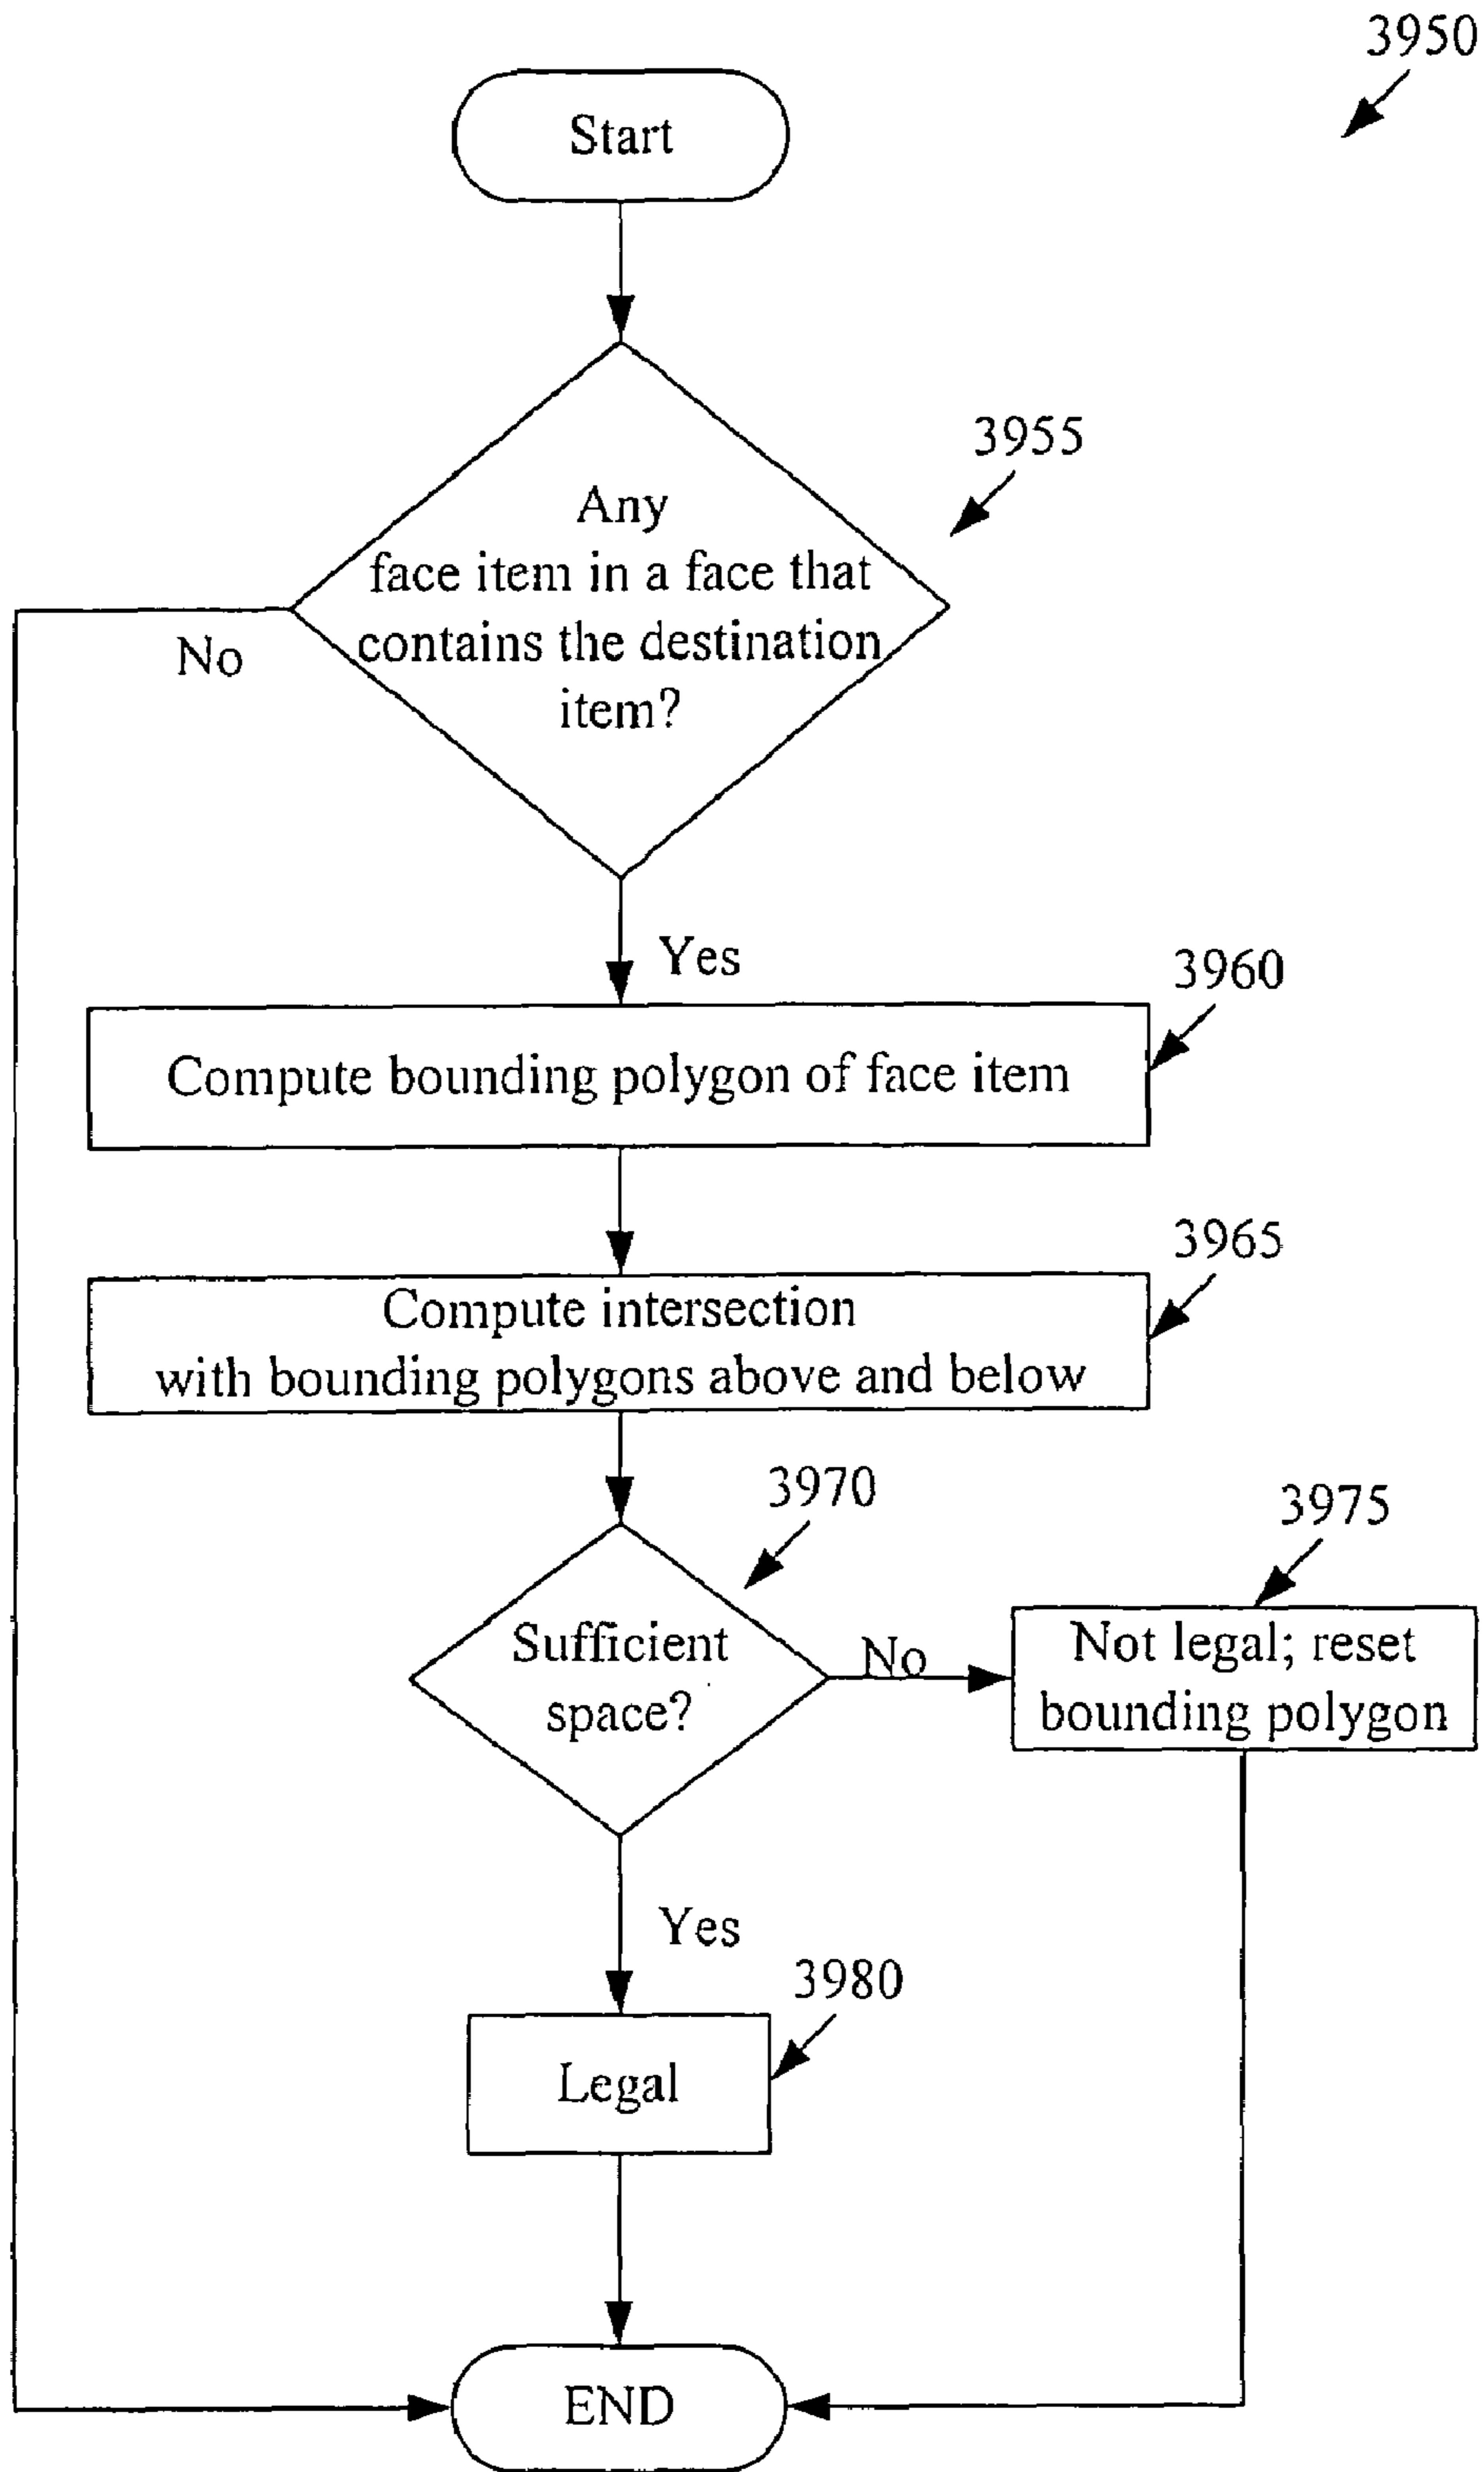 3950
Start
3955
Any
face item in a face that
contains the destination
item?
No
Yes
3960
Compute bounding polygon of face item
3965
Compute intersection
with bounding polygons above and below
3970
3975
Sufficient
space?
No
Not legal; reset
bounding polygon
Yes
3980
Legal
END